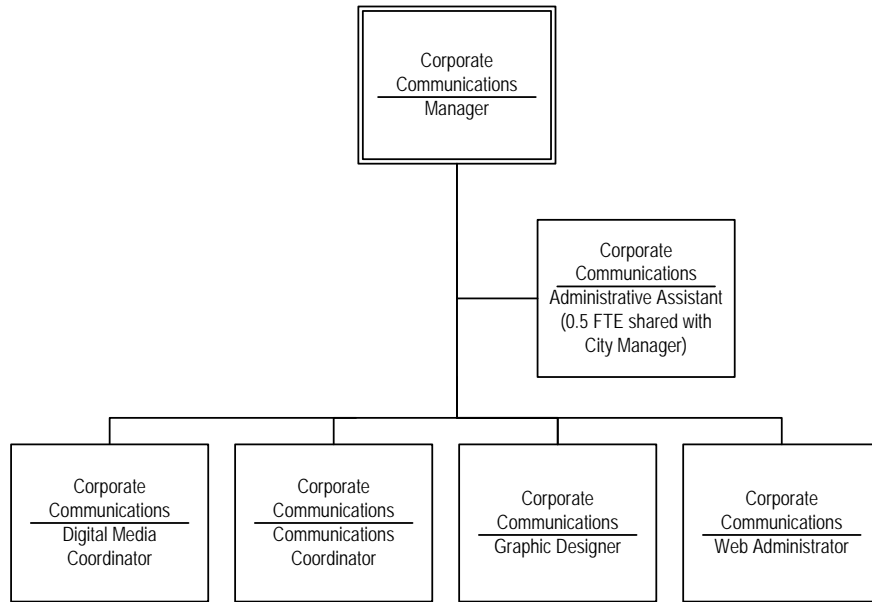 Corporate
Communications
Manager
Corporate
Communications
Administrative Assistant
(0.5 FTE shared with
City Manager)
Corporate
Communications
Digital Media
Coordinator
Corporate
Communications
Communications
Coordinator
Corporate
Communications
Graphic Designer
Corporate
Communications
Web Administrator